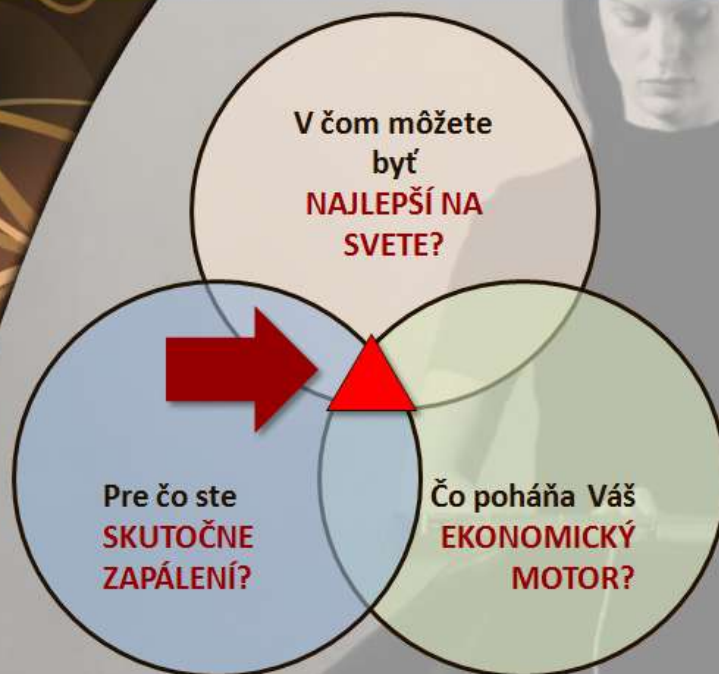 V čom môžete
byť
NAJLEPŠÍ NA
SVETE?
Pre čo ste
SKUTOČNE
ZAPÁLENÍ?
Čo poháňa Váš
EKONOMICKÝ
MOTOR?